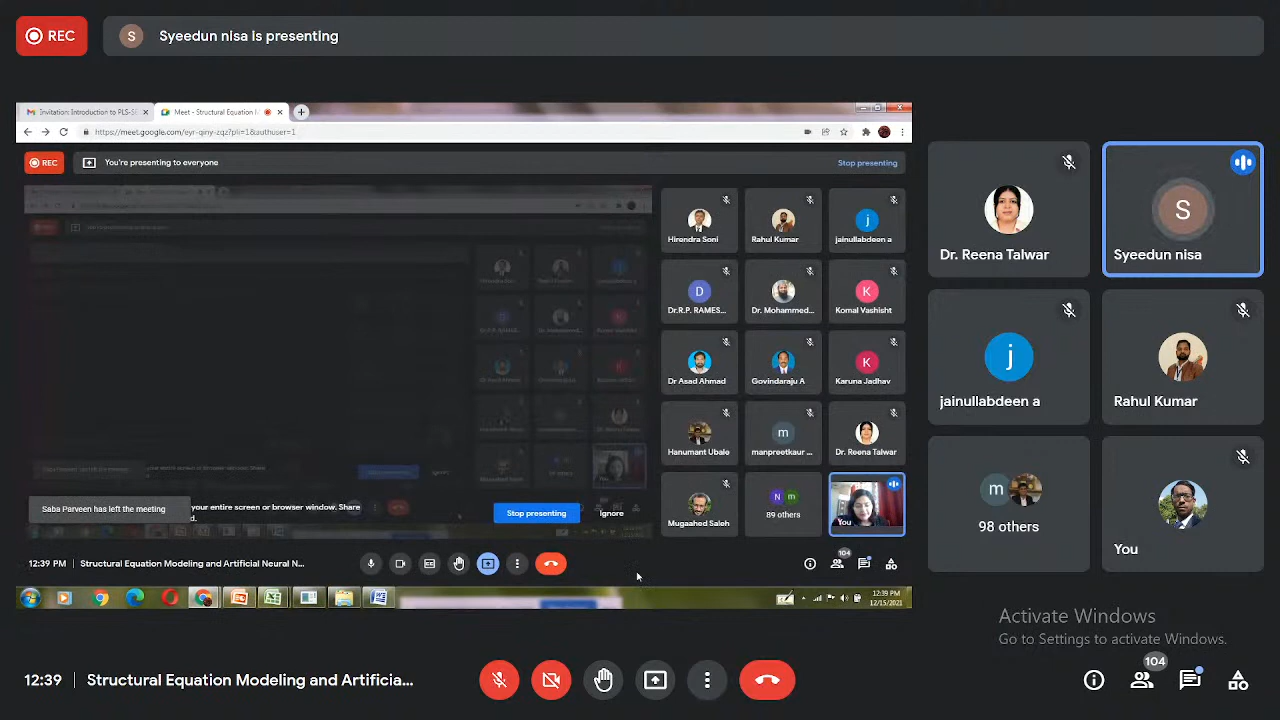 REC
S
Syeedun nisa is presenting
Invitation: Introduction to PLS-SE
Meet - Structural Equation M
https://meet.google.com/eyr-qiny-zqz?pli=1&authuser=1
REC
You're presenting to everyone
Stop presenting
Hirendra Soni
Rahul Kumar
j
jainullabdeen a
D
Dr.R.P. RAMES...
Dr. Mohammed...
K
Komal Vashisht
Dr Asad Ahmad
Govindaraju A
K
Karuna Jadhav
Hanumant Ubale
m
manpreetkaur ...
Dr. Reena Talwar
Mugaahed Saleh
N m
89 others
You
Saba Parveen has left the meeting
your entire screen or browser window. Share
Stop presenting
Ignore
12:39 PM
Structural Equation Modeling and Artificial Neural N...
104
12:39 PM
12/15/2021
Dr. Reena Talwar
S
Syeedun nisa
j
jainullabdeen a
Rahul Kumar
m
98 others
You
Activate Windows
Go to Settings to activate Windows.
12:39
Structural Equation Modeling and Artificia...
104